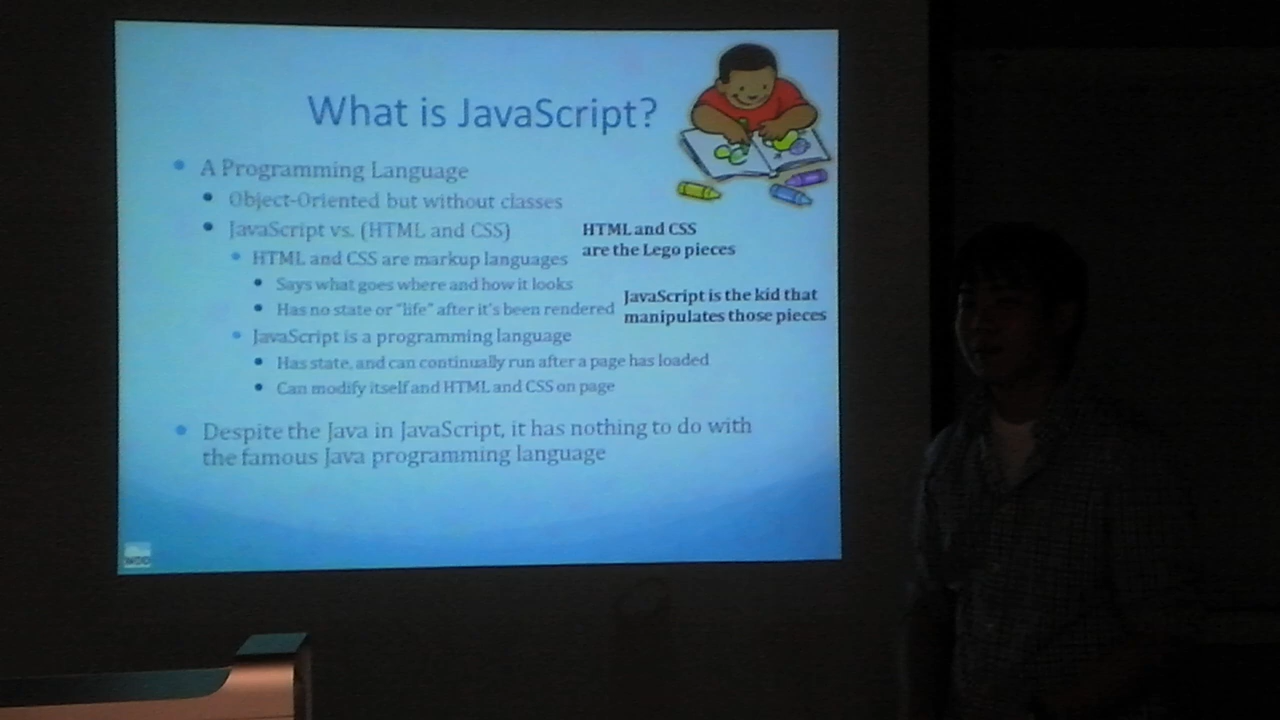 What is JavaScript?
A Programming Language
Object-Oriented but without classes
JavaScript vs. (HTML and CSS)
HTML and CSS are markup languages
Says what goes where and how it looks
Has no state or "life" after it's been rendered
JavaScript is a programming language
Has state, and can continually run after a page has loaded
Can modify itself and HTML and CSS on page
Despite the Java in JavaScript, it has nothing to do with
the famous Java programming language
HTML and CSS
are the Lego pieces
JavaScript is the kid that
manipulates those pieces